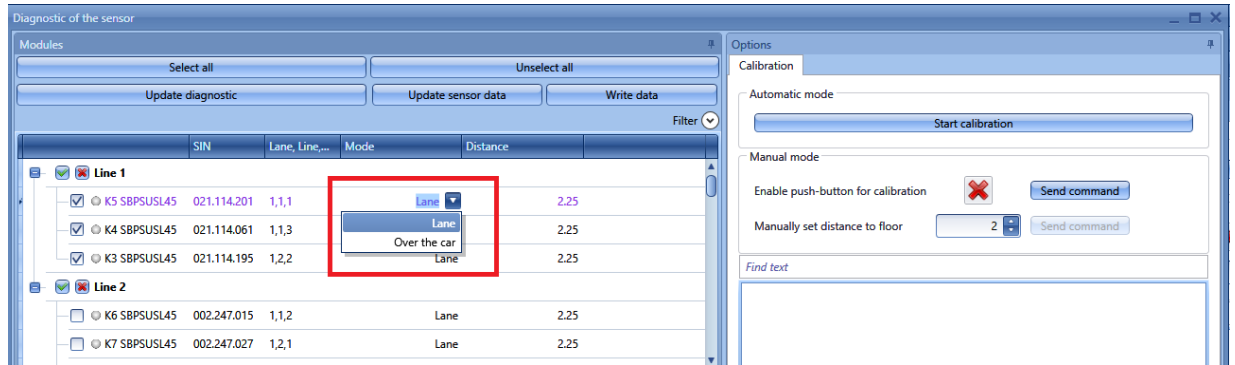 Diagnostic of the sensor
Modules
Select all
Unselect all
Update diagnostic
Update sensor data
Write data
Filter
SIN
Lane, Line,...
Mode
Distance
Line 1
K5 SBPSUSL45 021.114.201 1,1,1 Lane 2.25
Lane
Over the car
K4 SBPSUSL45 021.114.061 1,1,3 2.25
K3 SBPSUSL45 021.114.195 1,2,2 Lane 2.25
Line 2
K6 SBPSUSL45 002.247.015 1,1,2 Lane 2.25
K7 SBPSUSL45 002.247.027 1,2,1 Lane 2.25
Options
Calibration
Automatic mode
Start calibration
Manual mode
Enable push-button for calibration
Send command
Manually set distance to floor 2
Send command
Find text